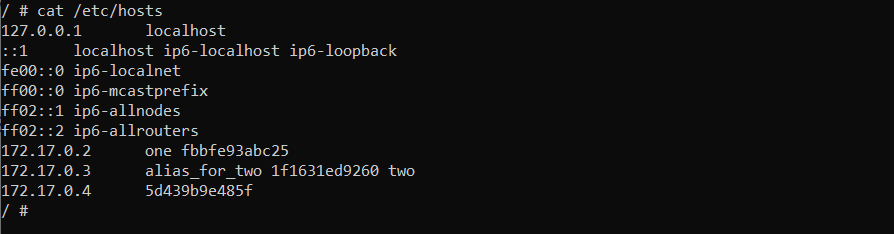 / # cat /etc/hosts
127.0.0.1       localhost
::1     localhost ip6-localhost ip6-loopback
fe00::0 ip6-localnet
ff00::0 ip6-mcastprefix
ff02::1 ip6-allnodes
ff02::2 ip6-allrouters
172.17.0.2      one fbbfe93abc25
172.17.0.3      alias_for_two 1f1631ed9260 two
172.17.0.4      5d439b9e485f
/ #